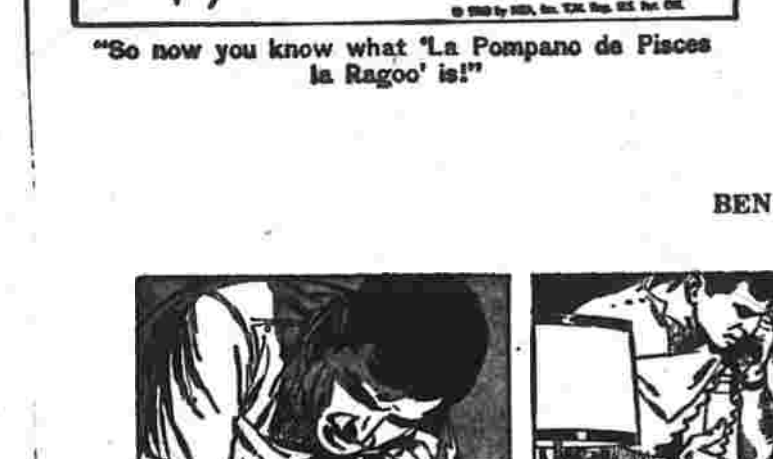 “So now you know what ‘La Pompano de Pisces
la Ragoo’ is!”
BEN